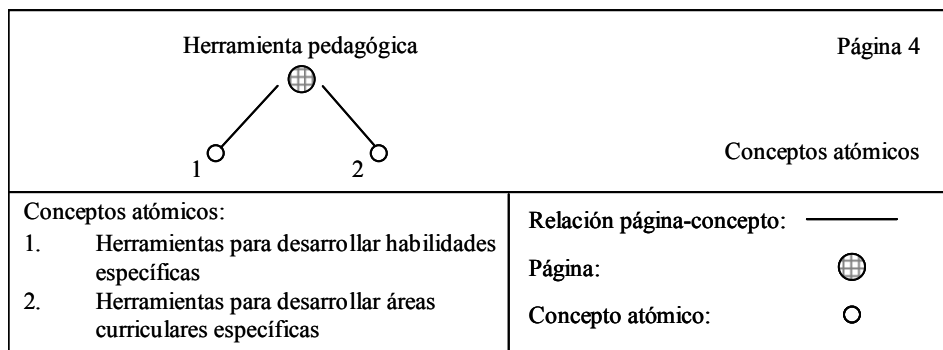 Herramienta pedagógica
Página 4
1
2
Conceptos atómicos
Conceptos atómicos:
1. Herramientas para desarrollar habilidades
específicas
2. Herramientas para desarrollar áreas
curriculares específicas
Relación página-concepto:
Página:
Concepto atómico: